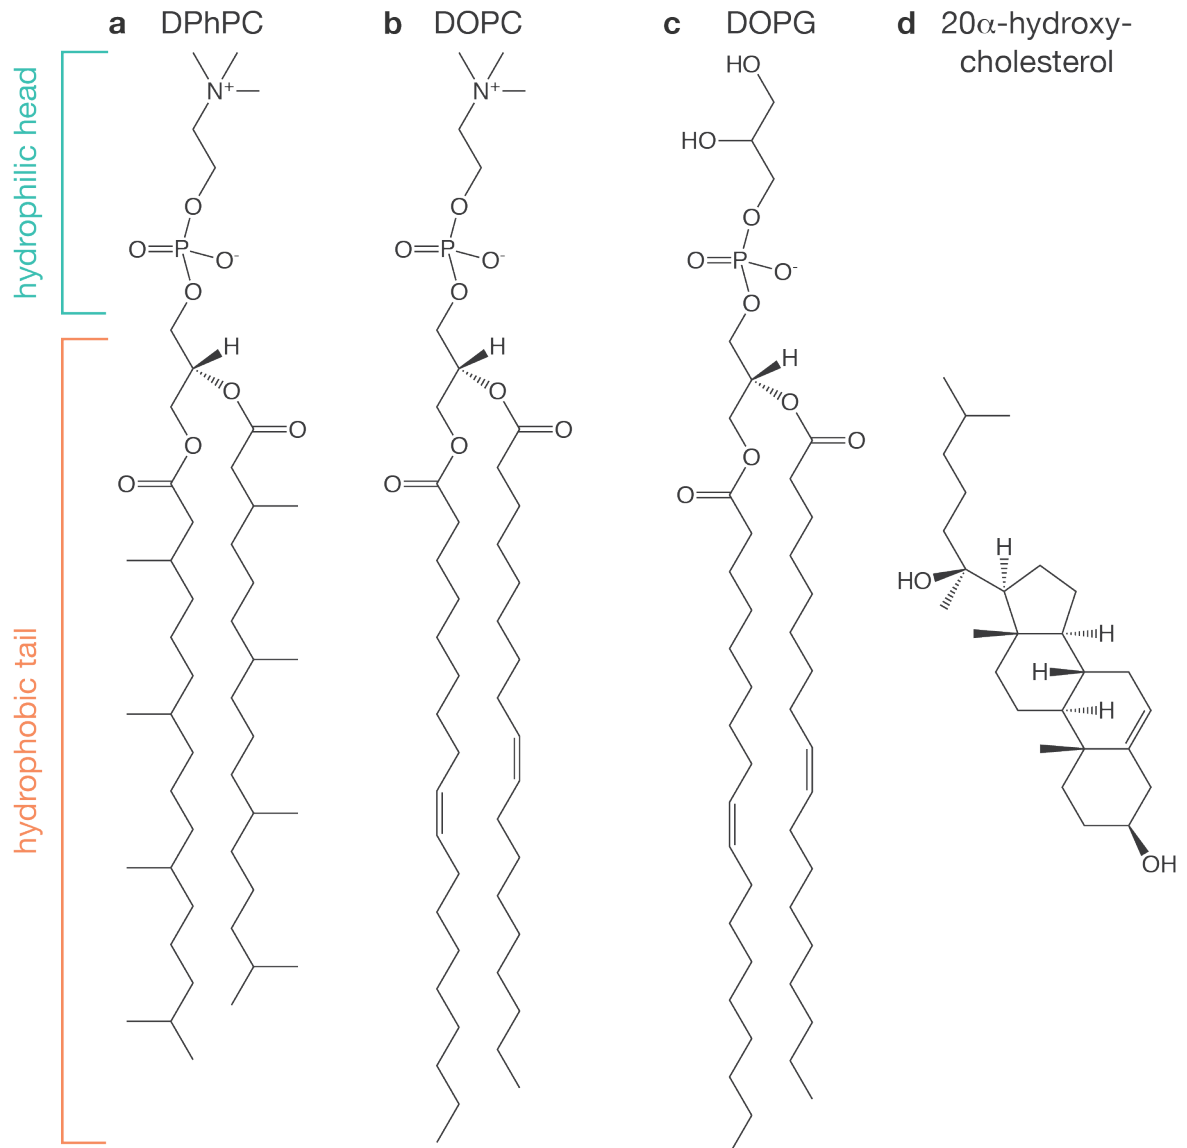 a DPhPC
b DOPC
c DOPG
d 20α-hydroxy-
cholesterol
hydrophilic head
hydrophobic tail
N+
O
O P O-
O
H
O
O
O
O
N+
O
O P O-
O
H
O
O
O
O
HO
HO
O
O P O-
O
H
O
O
O
O
H
HO
H
H
H
OH